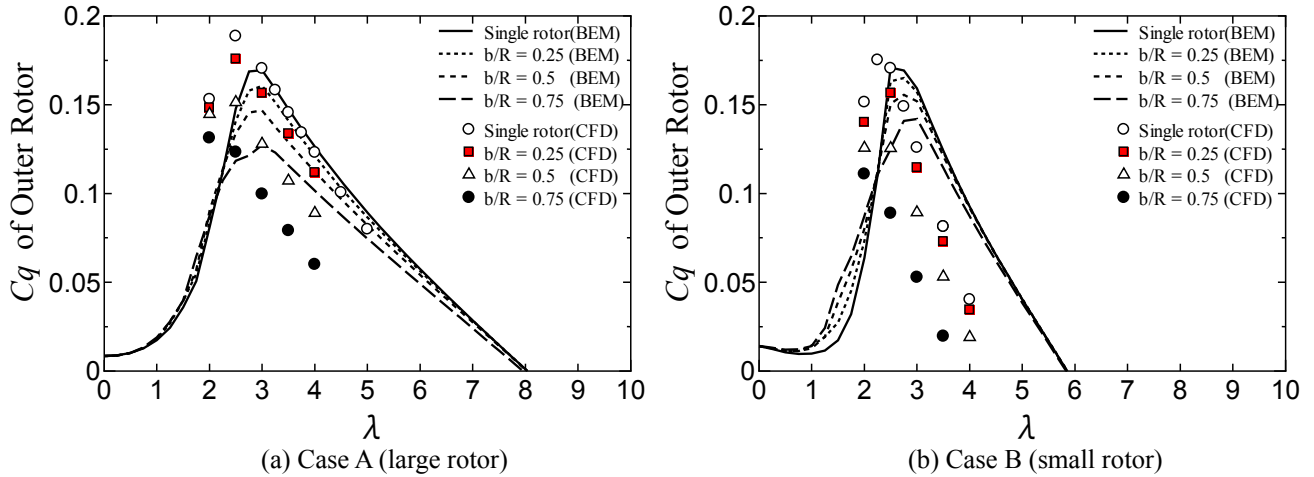 0.2
0.15
0.1
0.05
0
Cq of Outer Rotor
Single rotor(BEM)
b/R = 0.25 (BEM)
b/R = 0.5 (BEM)
b/R = 0.75 (BEM)
Single rotor(CFD)
b/R = 0.25 (CFD)
b/R = 0.5 (CFD)
b/R = 0.75 (CFD)
0 1 2 3 4 5 6 7 8 9 10
λ
(a) Case A (large rotor)
0.2
0.15
0.1
0.05
0
Cq of Outer Rotor
Single rotor(BEM)
b/R = 0.25 (BEM)
b/R = 0.5 (BEM)
b/R = 0.75 (BEM)
Single rotor(CFD)
b/R = 0.25 (CFD)
b/R = 0.5 (CFD)
b/R = 0.75 (CFD)
0 1 2 3 4 5 6 7 8 9 10
λ
(b) Case B (small rotor)